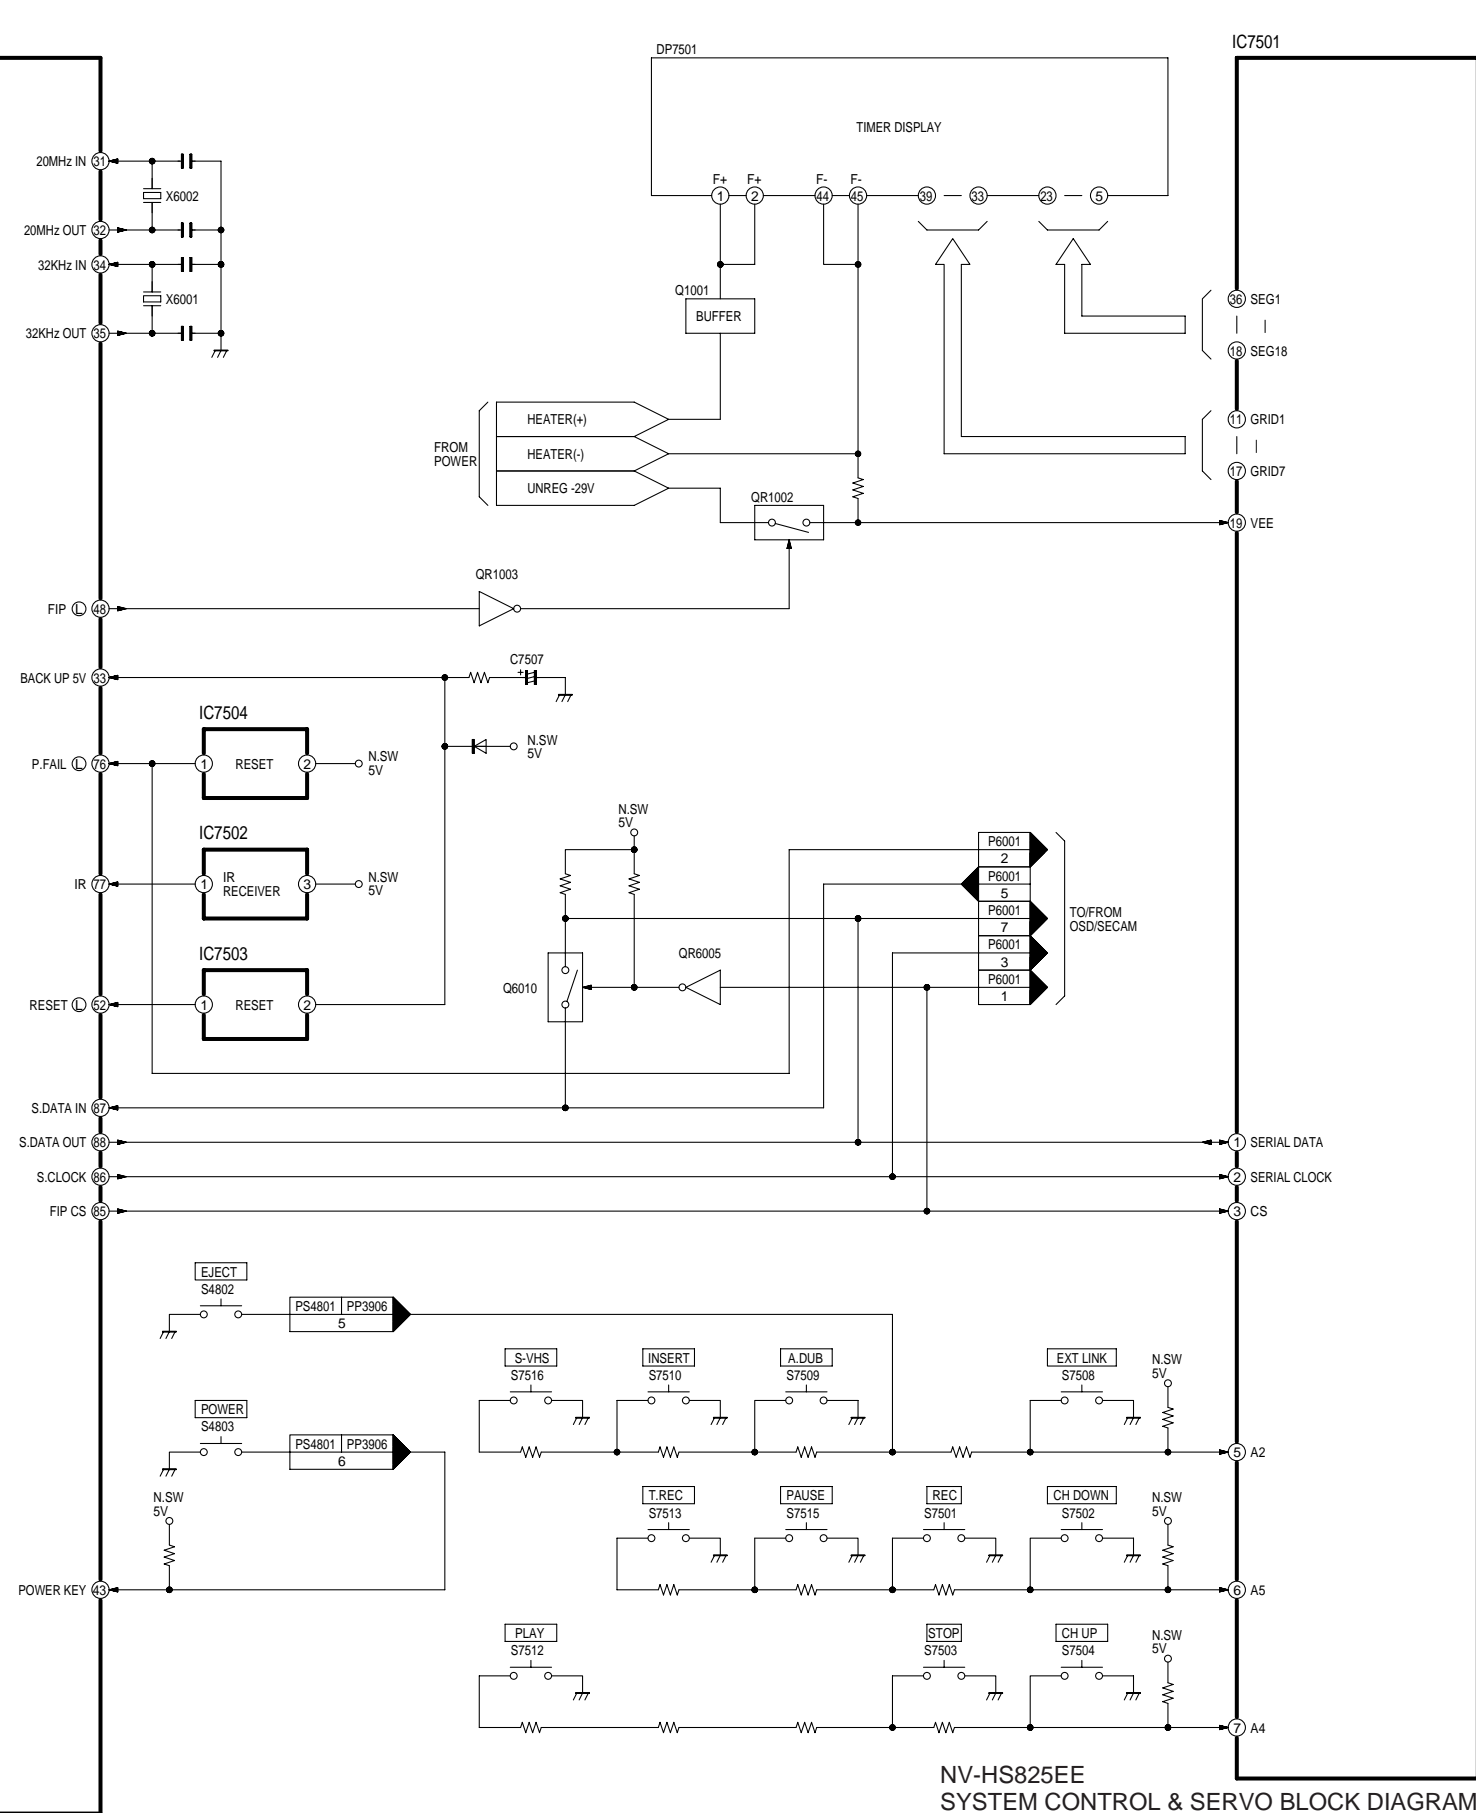 IC7501
DP7501
TIMER DISPLAY
20MHz IN 31
X6002
F+ F+ F- F-
1 2 44 45 39 — 33 23 — 5
20MHz OUT 32
32KHz IN 34
X6001
Q1001
BUFFER
36 SEG1
32KHz OUT 35
18 SEG18
HEATER(+)
11 GRID1
FROM
POWER
HEATER(-)
17 GRID7
UNREG -29V
QR1002
19 VEE
QR1003
FIP L 48
C7507
+
BACK UP 5V 33
IC7504
N.SW
5V
P.FAIL L 76
1 RESET 2
N.SW
5V
N.SW
5V
IC7502
P6001
2
IR 77
1 IR
RECEIVER 3
N.SW
5V
P6001
5
P6001
7
TO/FROM
OSD/SECAM
IC7503
QR6005
P6001
3
Q6010
P6001
1
RESET L 52
1 RESET 2
S.DATA IN 87
S.DATA OUT 88
1 SERIAL DATA
S.CLOCK 86
2 SERIAL CLOCK
FIP CS 85
3 CS
EJECT
S4802
PS4801 PP3906
5
S-VHS
S7516
INSERT
S7510
A.DUB
S7509
EXT LINK
S7508
N.SW
5V
POWER
S4803
PS4801 PP3906
6
5 A2
N.SW
5V
T.REC
S7513
PAUSE
S7515
REC
S7501
CH DOWN
S7502
N.SW
5V
POWER KEY 43
6 A5
PLAY
S7512
STOP
S7503
CH UP
S7504
N.SW
5V
7 A4
NV-HS825EE
SYSTEM CONTROL & SERVO BLOCK DIAGRAM